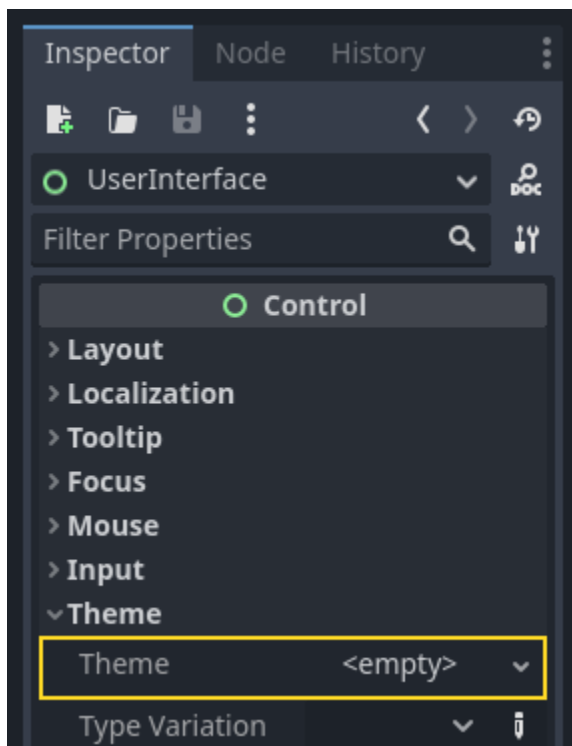 Inspector Node History
UserInterface
DOC
Filter Properties
Control
Layout
Localization
Tooltip
Focus
Mouse
Input
Theme
Theme <empty>
Type Variation